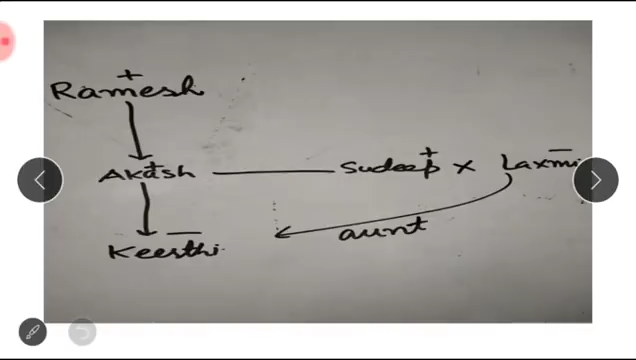 Ramesh +
Akash + — Sudeep + × Laxmi −
aunt
Keerthi −